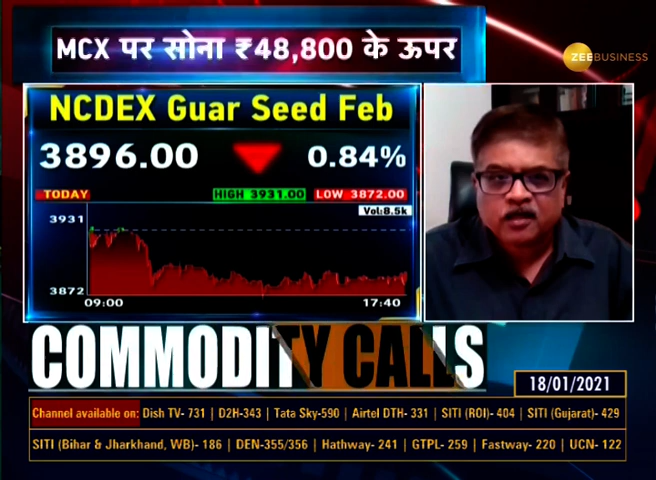 MCX पर सोना ₹48,800 के ऊपर
ZEEBUSINESS
NCDEX Guar Seed Feb
3896.00 0.84%
TODAY HIGH 3931.00 LOW 3872.00
Vol:8.5k
3931
3872
09:00 17:40
COMMODITY CALLS
18/01/2021
Channel available on: Dish TV- 731 | D2H-343 | Tata Sky-590 | Airtel DTH- 331 | SITI (ROI)- 404 | SITI (Gujarat)- 429
SITI (Bihar & Jharkhand, WB)- 186 | DEN-355/356 | Hathway- 241 | GTPL- 259 | Fastway- 220 | UCN- 122